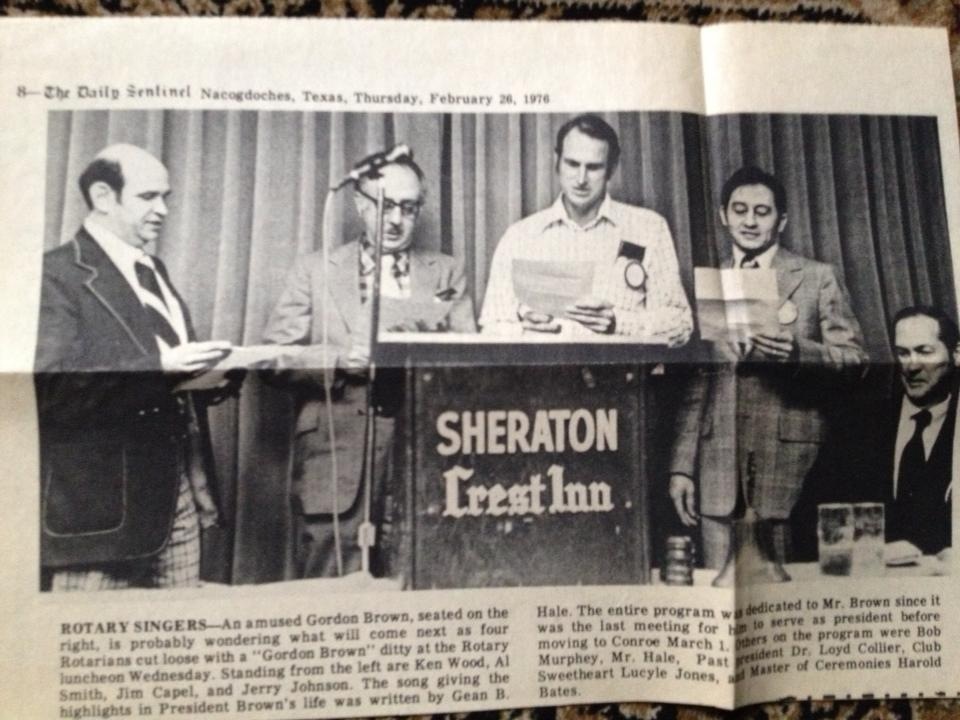 8—The Daily Sentinel Nacogdoches, Texas, Thursday, February 26, 1976
SHERATON
Crest Inn
ROTARY SINGERS—An amused Gordon Brown, seated on the
right, is probably wondering what will come next as four
Rotarians cut loose with a "Gordon Brown" ditty at the Rotary
luncheon Wednesday. Standing from the left are Ken Wood, Al
Smith, Jim Capel, and Jerry Johnson. The song giving the
highlights in President Brown's life was written by Gean B.
Hale. The entire program was dedicated to Mr. Brown since it
was the last meeting for him to serve as president before
moving to Conroe March 1. Others on the program were Bob
Murphey, Mr. Hale, Past president Dr. Loyd Collier, Club
Sweetheart Lucyle Jones, and Master of Ceremonies Harold
Bates.